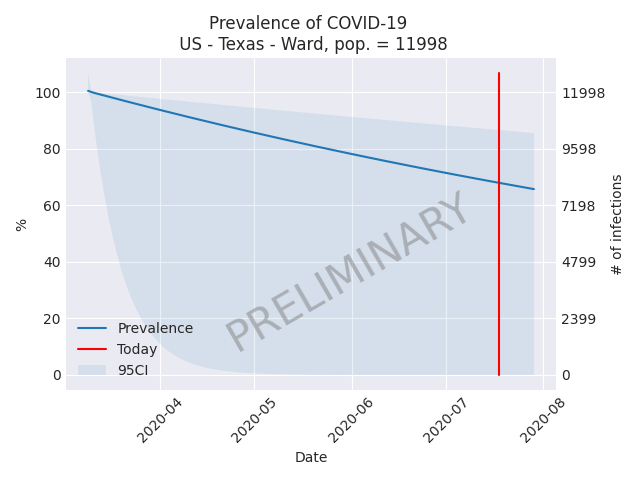 Prevalence of COVID-19
US - Texas - Ward, pop. = 11998
100
80
60
40
20
0
%
11998
9598
7198
4799
2399
0
# of infections
PRELIMINARY
Prevalence
Today
95CI
2020-04
2020-05
2020-06
2020-07
2020-08
Date